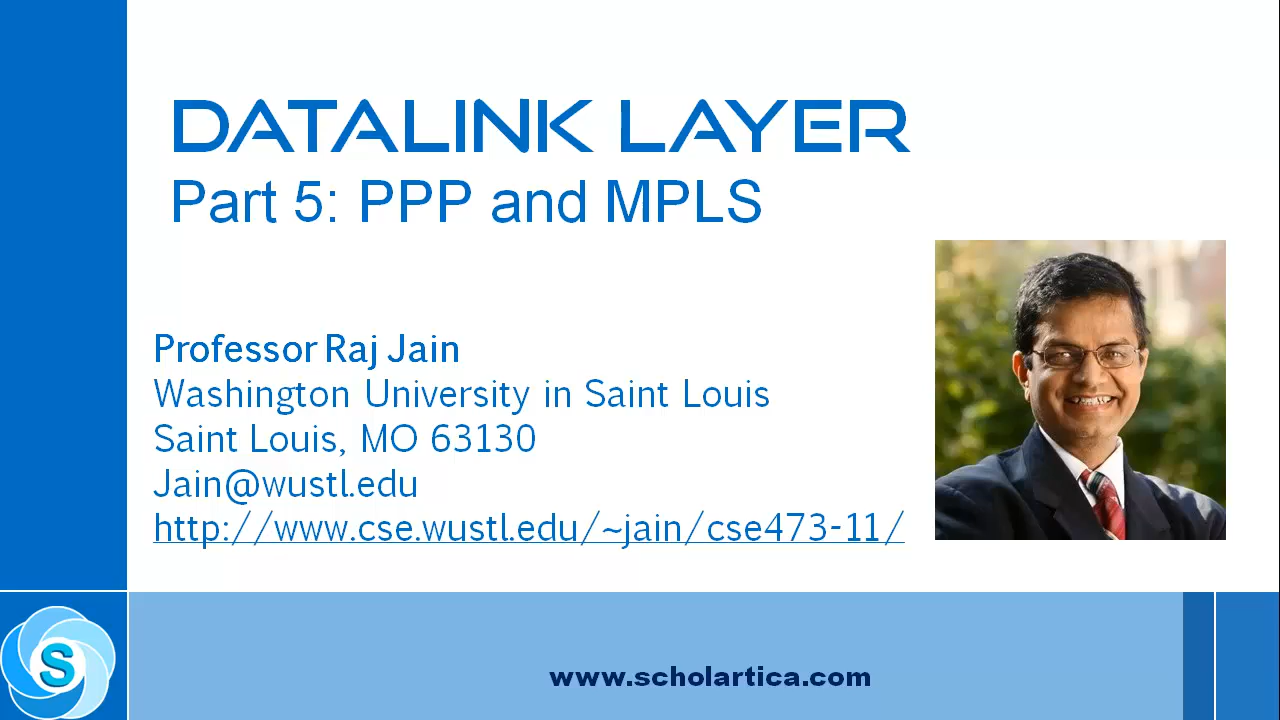 DATALINK LAYER
Part 5: PPP and MPLS
Professor Raj Jain
Washington University in Saint Louis
Saint Louis, MO 63130
Jain@wustl.edu
http://www.cse.wustl.edu/~jain/cse473-11/
S
www.scholartica.com